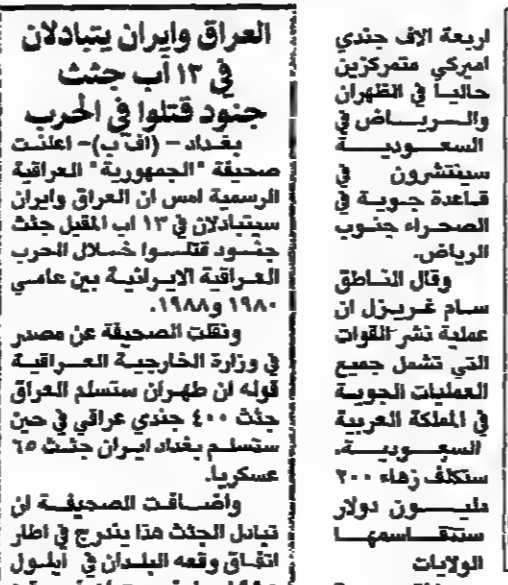 العراق وايران يتبادلان
في ١٣ آب جثث
جنود قتلوا في الحرب
بغداد – (اف ب)– اعلنت
صحيفة "الجمهورية" العراقية
الرسمية امس ان العراق وايران
سيتبادلان في ١٣ اب المقبل جثث
جنود قتلسوا خلال الحرب
العراقية الايرانية بين عامي
١٩٨٠ و١٩٨٨.
ونقلت الصحيفة عن مصدر
في وزارة الخارجية العراقية
قوله ان طهران ستسلم العراق
جثث ٤٠٠ جندي عراقي في حين
ستسلم بغداد ايران جثث ٦٥
عسكريا.
واضافت الصحيفة ان
تبادل الجثث هذا يندرج في اطار
اتفاق وقعه البلدان في ايلول
اربعة الاف جندي
اميركي متمركزين
حاليا في الظهران
والرياض في
السعودية
سينتشرون في
قاعدة جوية في
الصحراء جنوب
الرياض.
وقال الناطق
سام غريزل ان
عملية نشر القوات
التي تشمل جميع
العمليات الجوية
في المملكة العربية
السعودية،
ستكلف زهاء ٢٠٠
مليون دولار
ستتقاسمها
الولايات